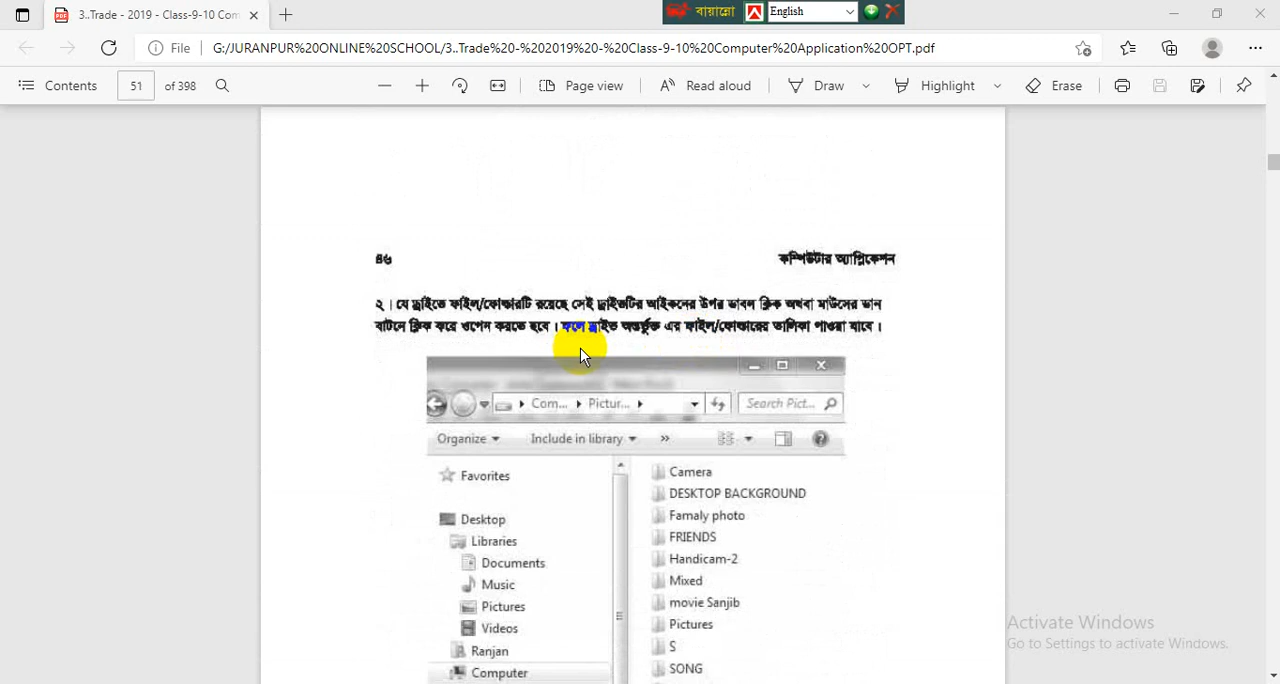 3..Trade - 2019 - Class-9-10 Com
বায়ান্নো
English
File
G:/JURANPUR%20ONLINE%20SCHOOL/3..Trade%20-%202019%20-%20Class-9-10%20Computer%20Application%20OPT.pdf
Contents 51 of 398
Page view
Read aloud
Draw
Highlight
Erase
৪৬ কম্পিউটার অ্যাপ্লিকেশন
২। যে ড্রাইভে ফাইল/ফোল্ডারটি রয়েছে সেই ড্রাইভটির আইকনের উপর ডাবল ক্লিক অথবা মাউসের ডান
বাটনে ক্লিক করে ওপেন করতে হবে। ফলে ড্রাইভ অন্তর্ভুক্ত এর ফাইল/ফোল্ডারের তালিকা পাওয়া যাবে।
Com... Pictur... Search Pict...
Organize Include in library »
Favorites
Desktop
Libraries
Documents
Music
Pictures
Videos
Ranjan
Computer
Camera
DESKTOP BACKGROUND
Famaly photo
FRIENDS
Handicam-2
Mixed
movie Sanjib
Pictures
S
SONG
Activate Windows
Go to Settings to activate Windows.